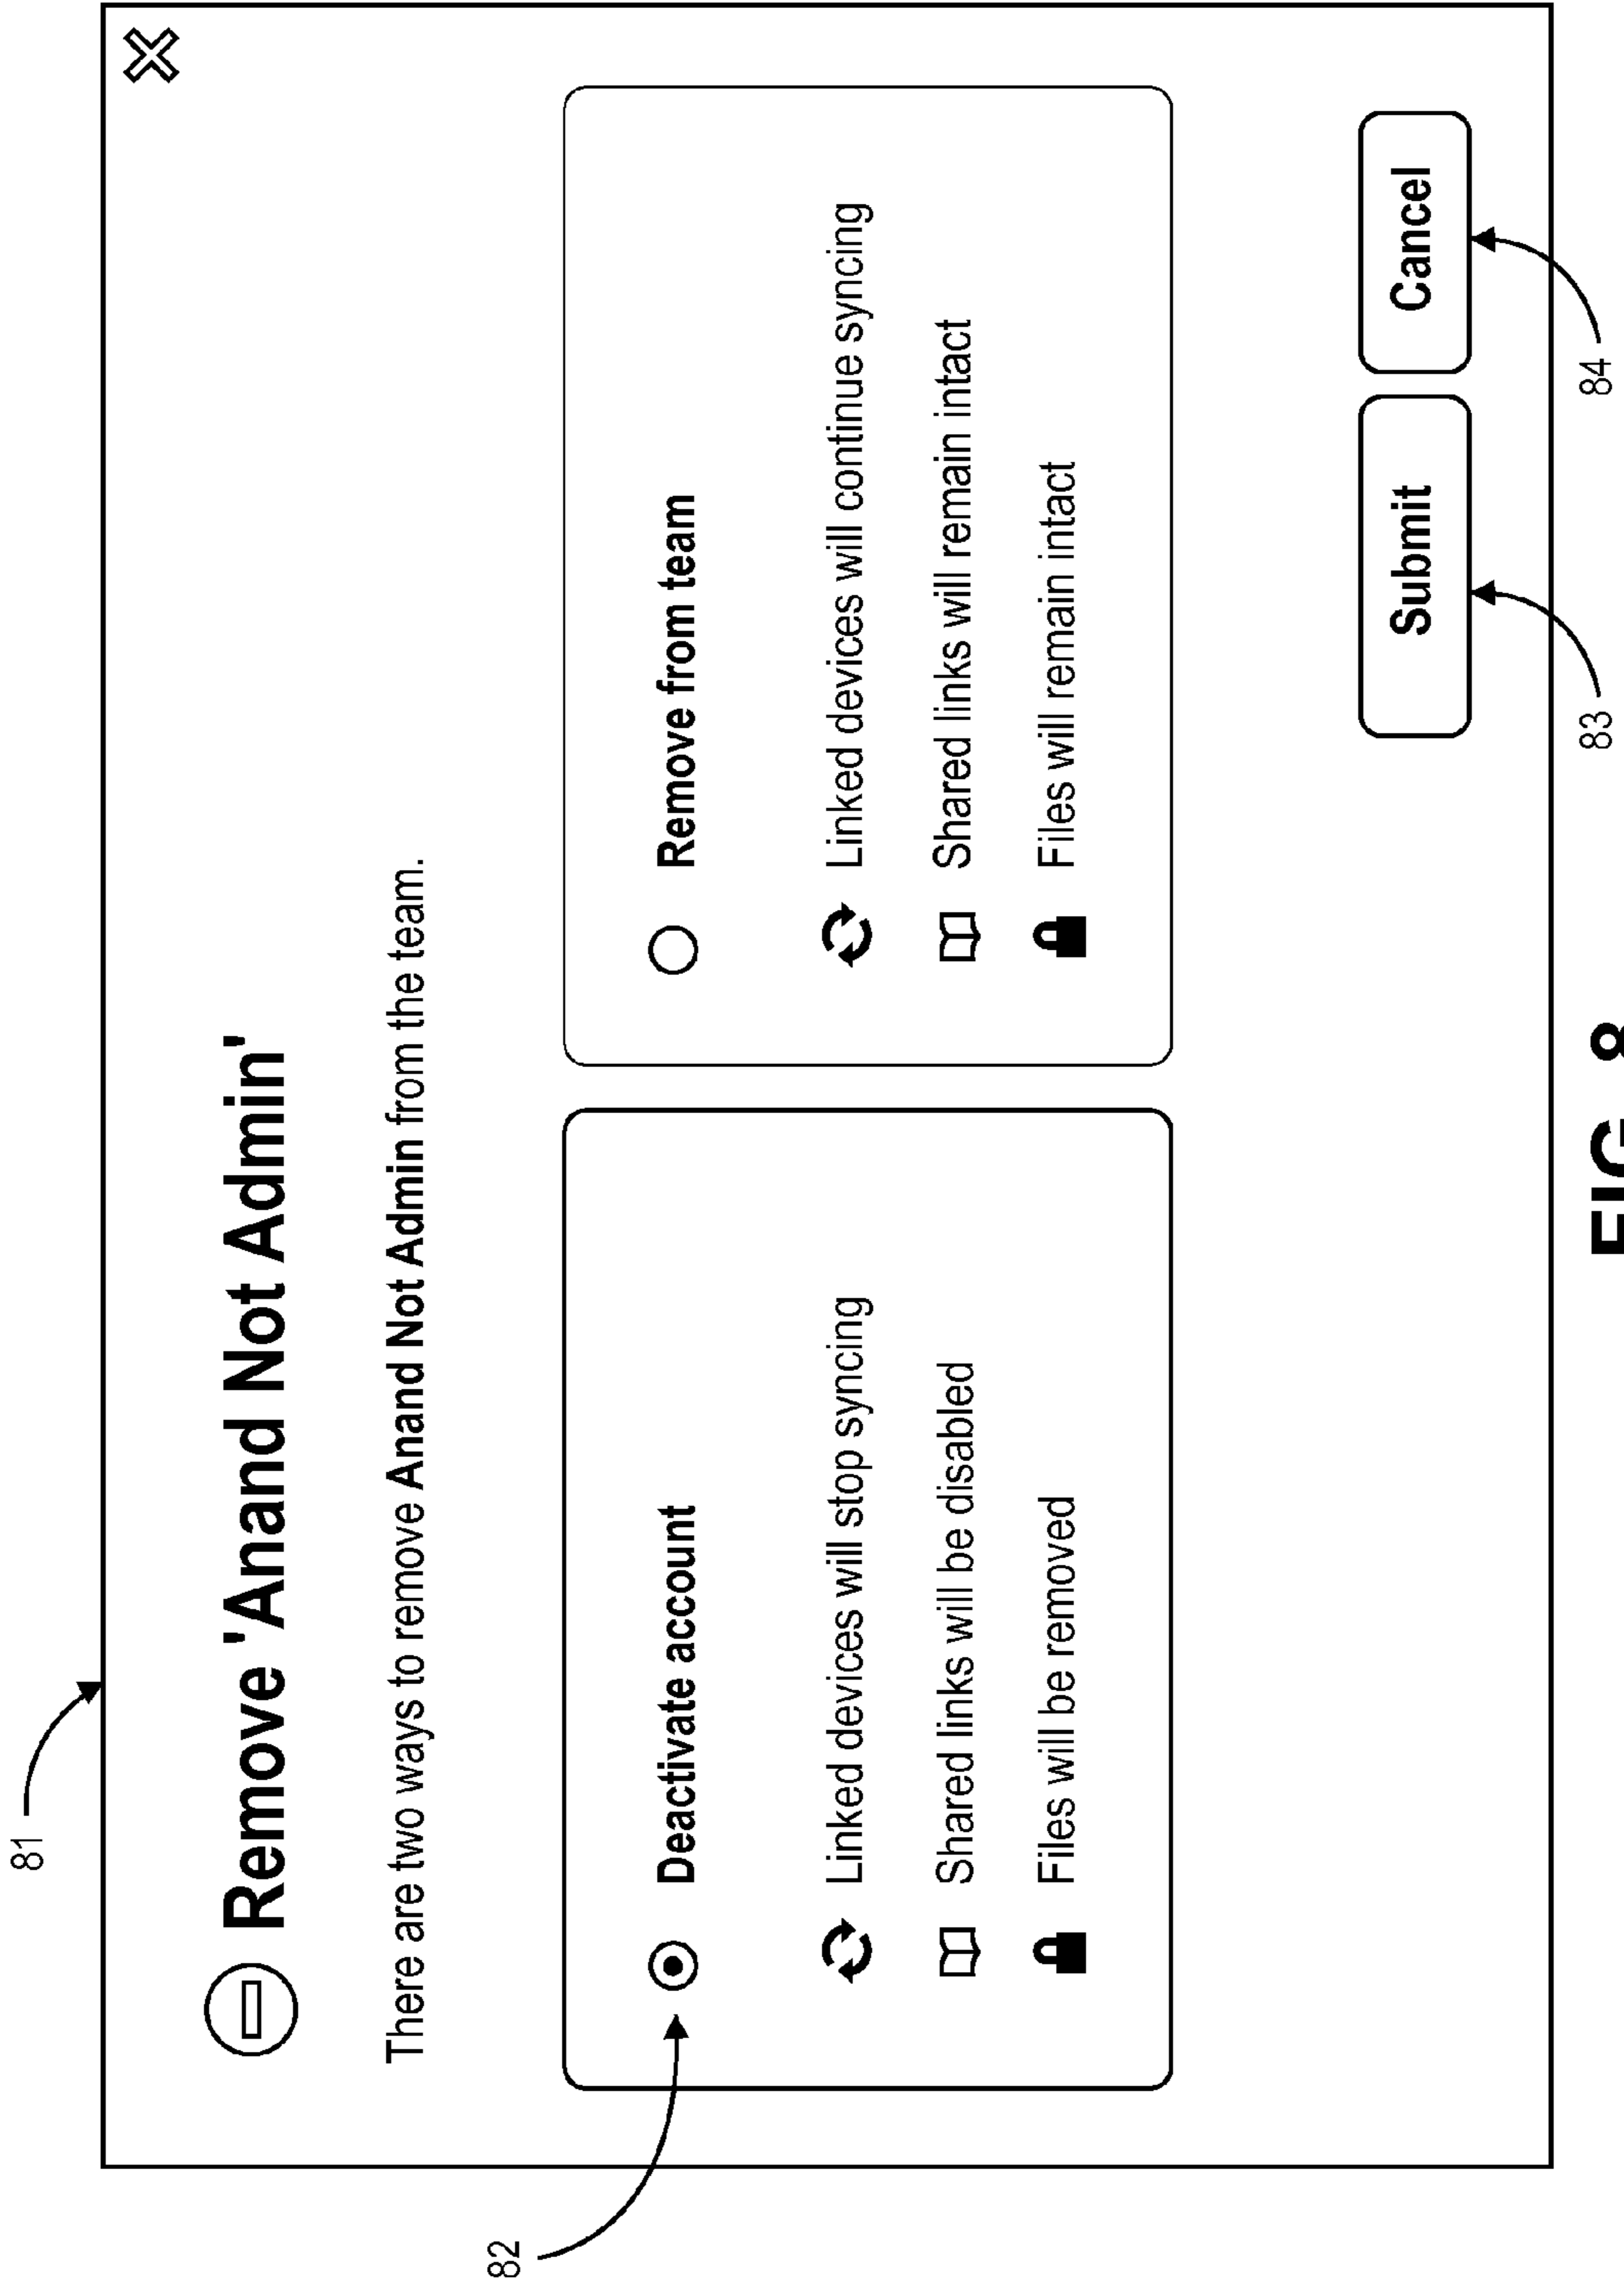 81
Remove 'Anand Not Admin'
There are two ways to remove Anand Not Admin from the team.
82
Deactivate account
Linked devices will stop syncing
Shared links will be disabled
Files will be removed
Remove from team
Linked devices will continue syncing
Shared links will remain intact
Files will remain intact
Submit
Cancel
83
84
FIG. 8